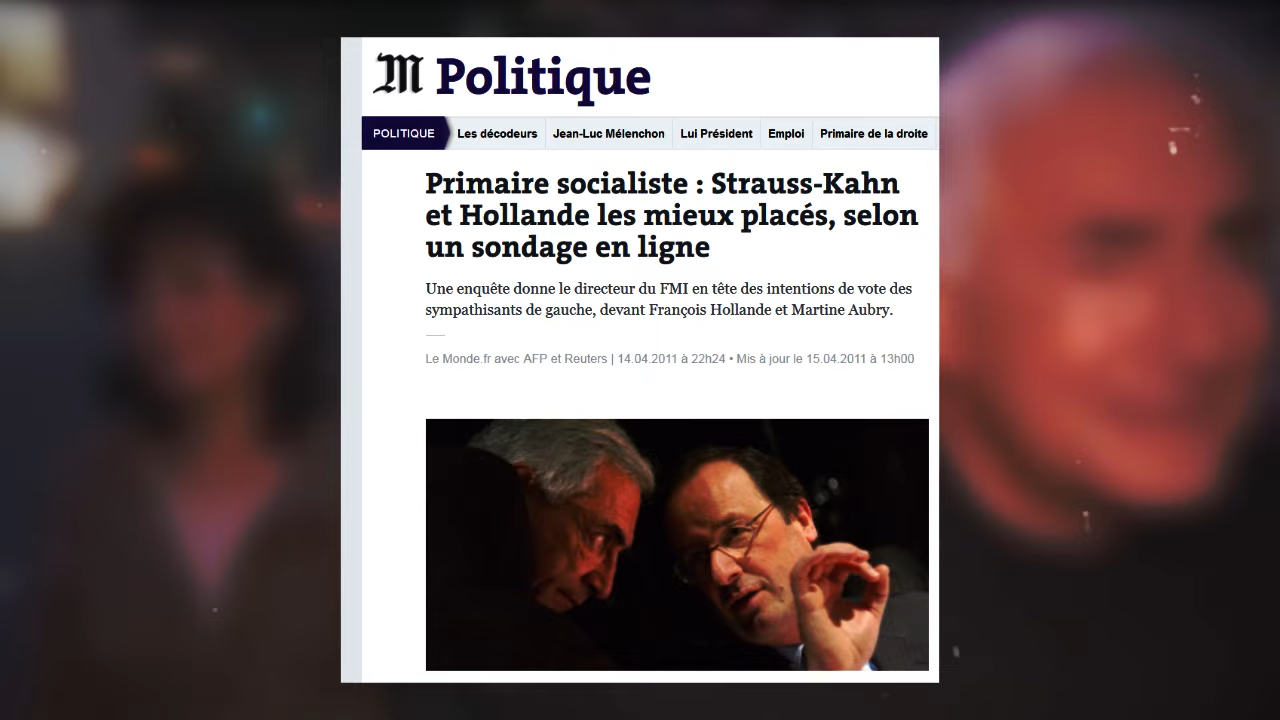 M Politique
POLITIQUE Les décodeurs Jean-Luc Mélenchon Lui Président Emploi Primaire de la droite
Primaire socialiste : Strauss-Kahn
et Hollande les mieux placés, selon
un sondage en ligne
Une enquête donne le directeur du FMI en tête des intentions de vote des
sympathisants de gauche, devant François Hollande et Martine Aubry.
Le Monde.fr avec AFP et Reuters | 14.04.2011 à 22h24 • Mis à jour le 15.04.2011 à 13h00